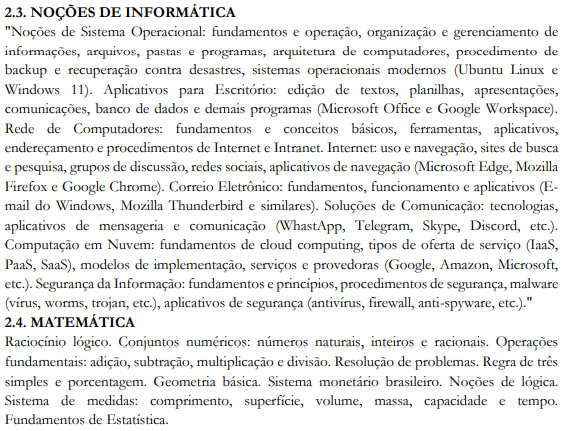 2.3. NOÇÕES DE INFORMÁTICA
"Noções de Sistema Operacional: fundamentos e operação, organização e gerenciamento de
informações, arquivos, pastas e programas, arquitetura de computadores, procedimento de
backup e recuperação contra desastres, sistemas operacionais modernos (Ubuntu Linux e
Windows 11). Aplicativos para Escritório: edição de textos, planilhas, apresentações,
comunicações, banco de dados e demais programas (Microsoft Office e Google Workspace).
Rede de Computadores: fundamentos e conceitos básicos, ferramentas, aplicativos,
endereçamento e procedimentos de Internet e Intranet. Internet: uso e navegação, sites de busca
e pesquisa, grupos de discussão, redes sociais, aplicativos de navegação (Microsoft Edge, Mozilla
Firefox e Google Chrome). Correio Eletrônico: fundamentos, funcionamento e aplicativos (E-
mail do Windows, Mozilla Thunderbird e similares). Soluções de Comunicação: tecnologias,
aplicativos de mensageria e comunicação (WhastApp, Telegram, Skype, Discord, etc.).
Computação em Nuvem: fundamentos de cloud computing, tipos de oferta de serviço (IaaS,
PaaS, SaaS), modelos de implementação, serviços e provedoras (Google, Amazon, Microsoft,
etc.). Segurança da Informação: fundamentos e princípios, procedimentos de segurança, malware
(vírus, worms, trojan, etc.), aplicativos de segurança (antivírus, firewall, anti-spyware, etc.)."
2.4. MATEMÁTICA
Raciocínio lógico. Conjuntos numéricos: números naturais, inteiros e racionais. Operações
fundamentais: adição, subtração, multiplicação e divisão. Resolução de problemas. Regra de três
simples e porcentagem. Geometria básica. Sistema monetário brasileiro. Noções de lógica.
Sistema de medidas: comprimento, superfície, volume, massa, capacidade e tempo.
Fundamentos de Estatística.